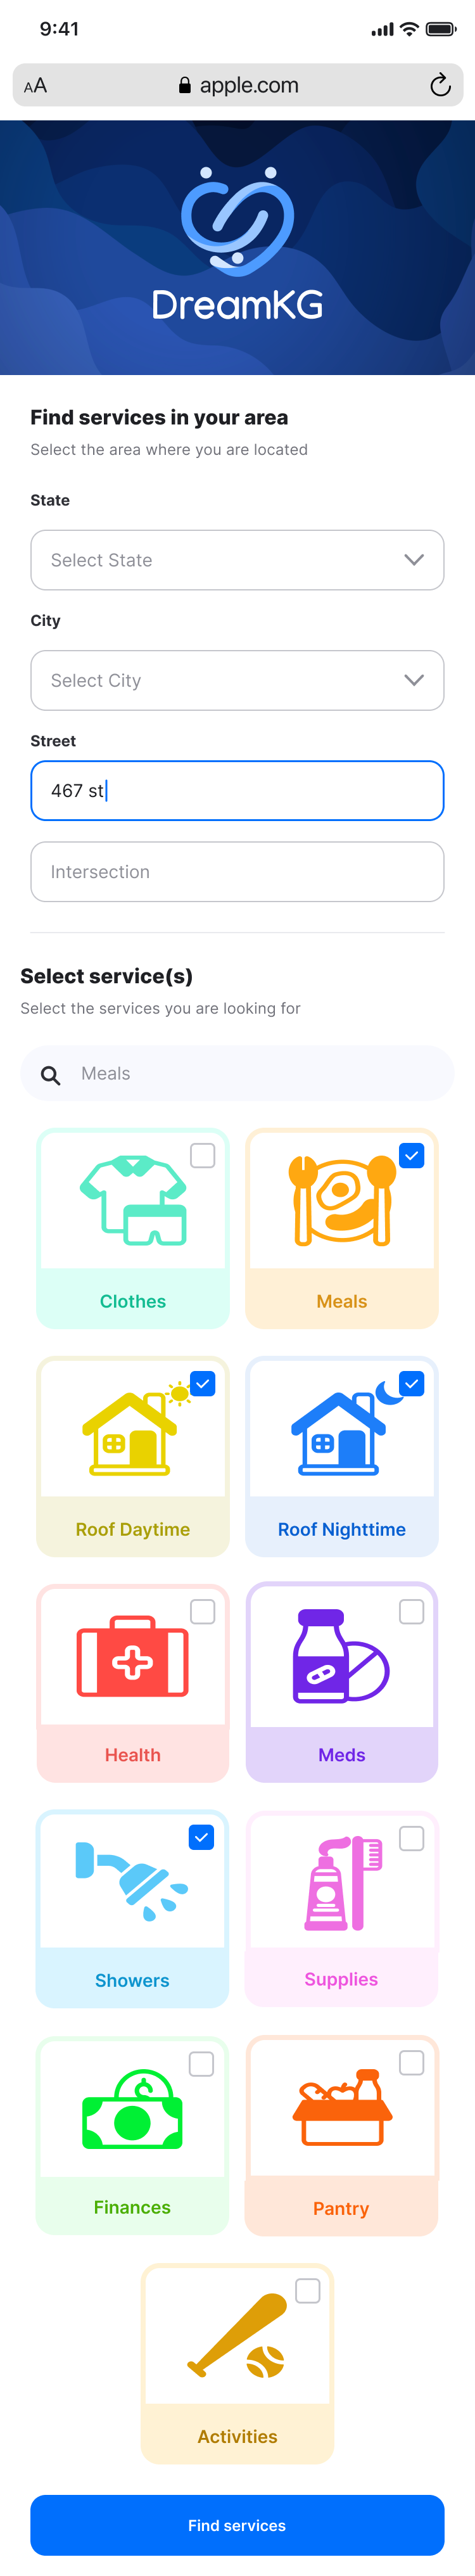 9:41
AA apple.com
DreamKG
Find services in your area
Select the area where you are located
State
Select State
City
Select City
Street
467 st
Intersection
Select service(s)
Select the services you are looking for
Meals
Clothes
Meals
Roof Daytime
Roof Nighttime
Health
Meds
Showers
Supplies
Finances
Pantry
Activities
Find services